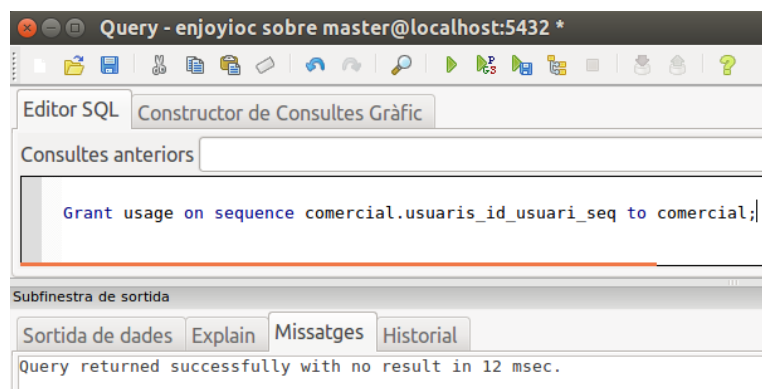 Query - enjoyioc sobre master@localhost:5432 *
Editor SQL Constructor de Consultes Gràfic
Consultes anteriors
Grant usage on sequence comercial.usuaris_id_usuari_seq to comercial;
Subfinestra de sortida
Sortida de dades Explain Missatges Historial
Query returned successfully with no result in 12 msec.